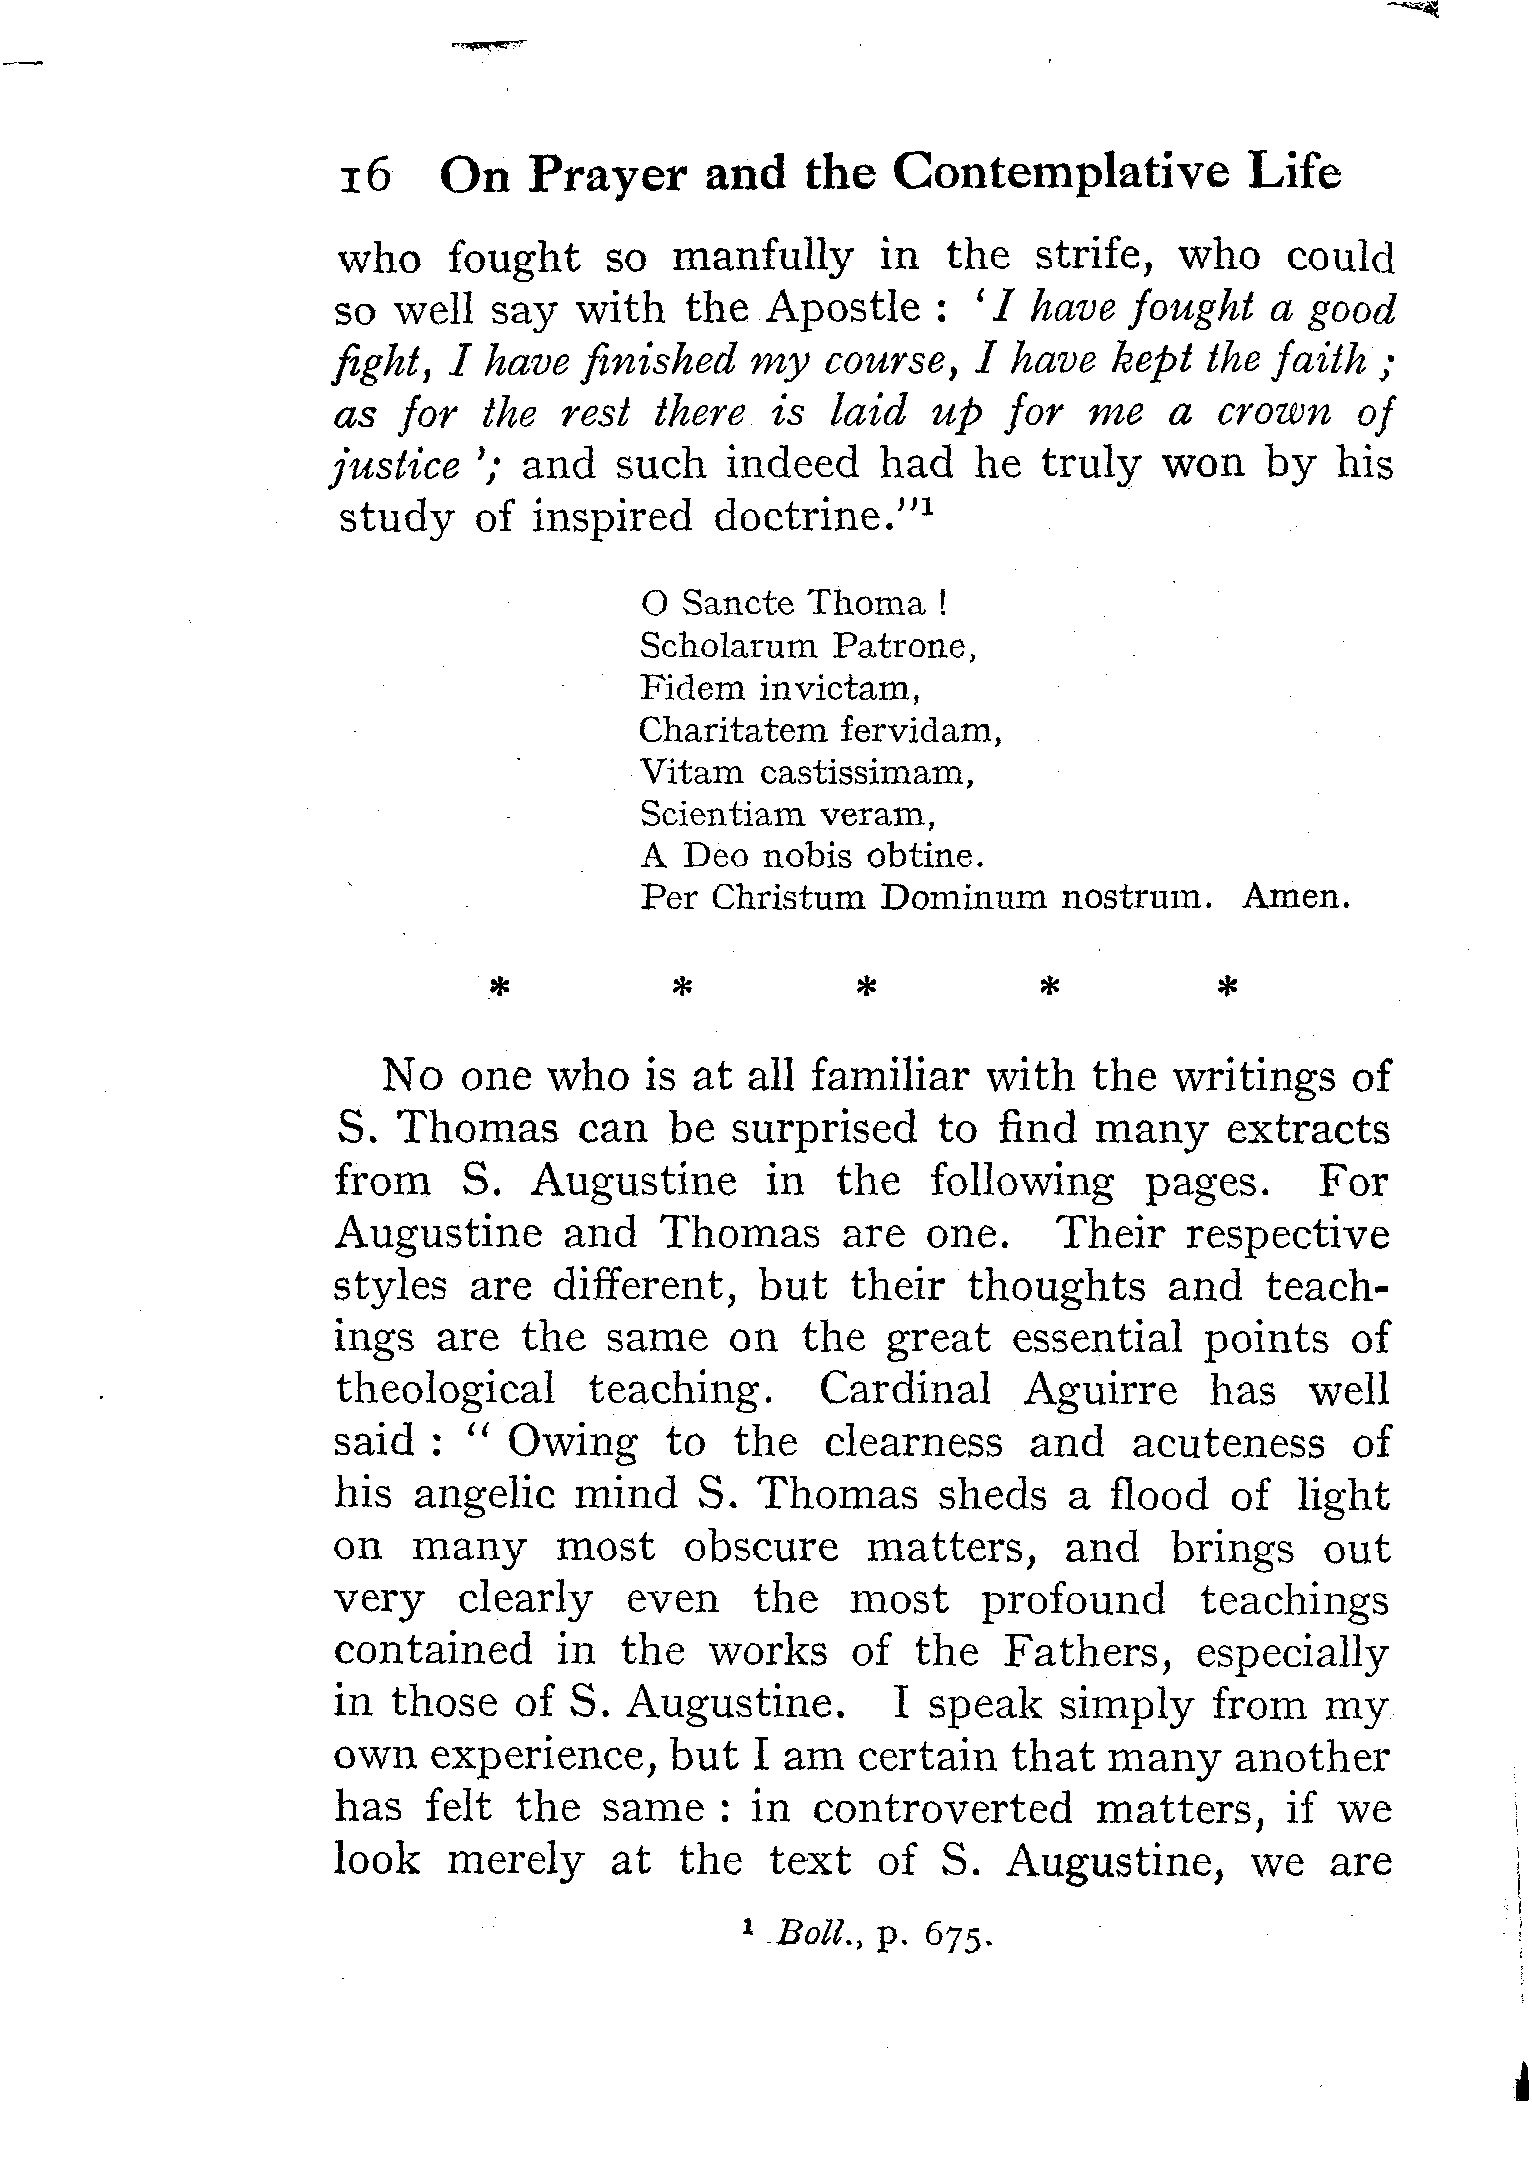 16 On Prayer and the Contemplative Life
who fought so manfully in the strife, who could
so well say with the Apostle : ‘I have fought a good
fight, I have finished my course, I have kept the faith ;
as for the rest there is laid up for me a crown of
justice ’; and such indeed had he truly won by his
study of inspired doctrine.”¹
O Sancte Thoma !
Scholarum Patrone,
Fidem invictam,
Charitatem fervidam,
Vitam castissimam,
Scientiam veram,
A Deo nobis obtine.
Per Christum Dominum nostrum. Amen.
* * * * *
No one who is at all familiar with the writings of
S. Thomas can be surprised to find many extracts
from S. Augustine in the following pages. For
Augustine and Thomas are one. Their respective
styles are different, but their thoughts and teach-
ings are the same on the great essential points of
theological teaching. Cardinal Aguirre has well
said : “ Owing to the clearness and acuteness of
his angelic mind S. Thomas sheds a flood of light
on many most obscure matters, and brings out
very clearly even the most profound teachings
contained in the works of the Fathers, especially
in those of S. Augustine. I speak simply from my
own experience, but I am certain that many another
has felt the same : in controverted matters, if we
look merely at the text of S. Augustine, we are
¹ Boll., p. 675.